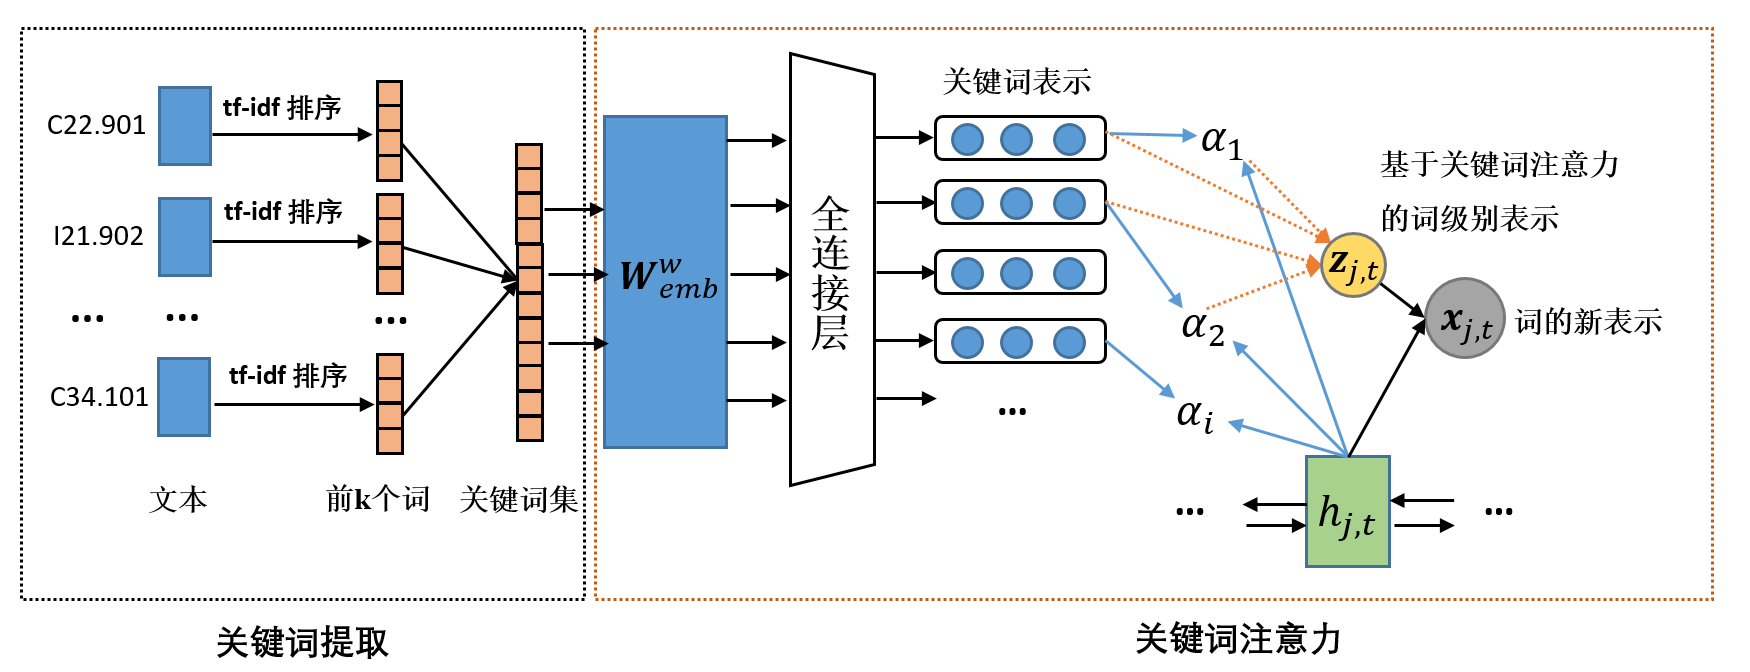 C22.901
tf-idf 排序
I21.902
tf-idf 排序
... ... ...
C34.101
tf-idf 排序
文本
前k个词
关键词集
关键词提取
W^w_{emb}
全连接层
关键词表示
...
α_1
α_2
α_i
基于关键词注意力
的词级别表示
z_{j,t}
x_{j,t}
词的新表示
... h_{j,t} ...
关键词注意力